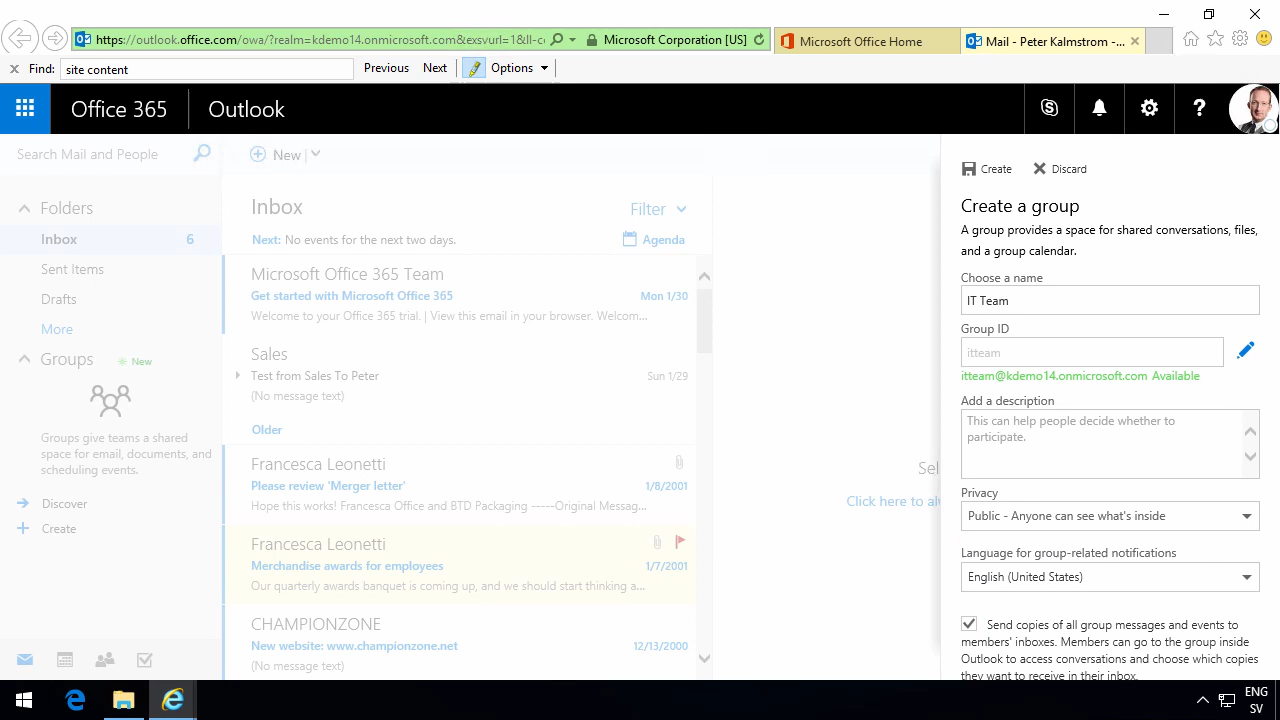 https://outlook.office.com/owa/?realm=kdemo14.onmicrosoft.com&exsvurl=1&ll-c
Microsoft Corporation [US]
Microsoft Office Home
Mail - Peter Kalmstrom -...
Find: site content
Previous Next Options
Office 365 Outlook
Search Mail and People
New
Folders
Inbox 6
Sent Items
Drafts
More
Groups New
Groups give teams a shared
space for email, documents, and
scheduling events.
Discover
Create
Inbox Filter
Next: No events for the next two days. Agenda
Microsoft Office 365 Team
Get started with Microsoft Office 365 Mon 1/30
Welcome to your Office 365 trial. | View this email in your browser. Welcom...
Sales
Test from Sales To Peter Sun 1/29
(No message text)
Older
Francesca Leonetti
Please review 'Merger letter' 1/8/2001
Hope this works! Francesca Office and BTD Packaging -----Original Messag...
Francesca Leonetti
Merchandise awards for employees 1/7/2001
Our quarterly awards banquet is coming up, and we should start thinking a...
CHAMPIONZONE
New website: www.championzone.net 12/13/2000
(No message text)
Sel
Click here to al
Create Discard
Create a group
A group provides a space for shared conversations, files,
and a group calendar.
Choose a name
IT Team
Group ID
itteam
itteam@kdemo14.onmicrosoft.com Available
Add a description
This can help people decide whether to
participate.
Privacy
Public - Anyone can see what's inside
Language for group-related notifications
English (United States)
Send copies of all group messages and events to
members' inboxes. Members can go to the group inside
Outlook to access conversations and choose which copies
they want to receive in their inbox.
ENG
SV